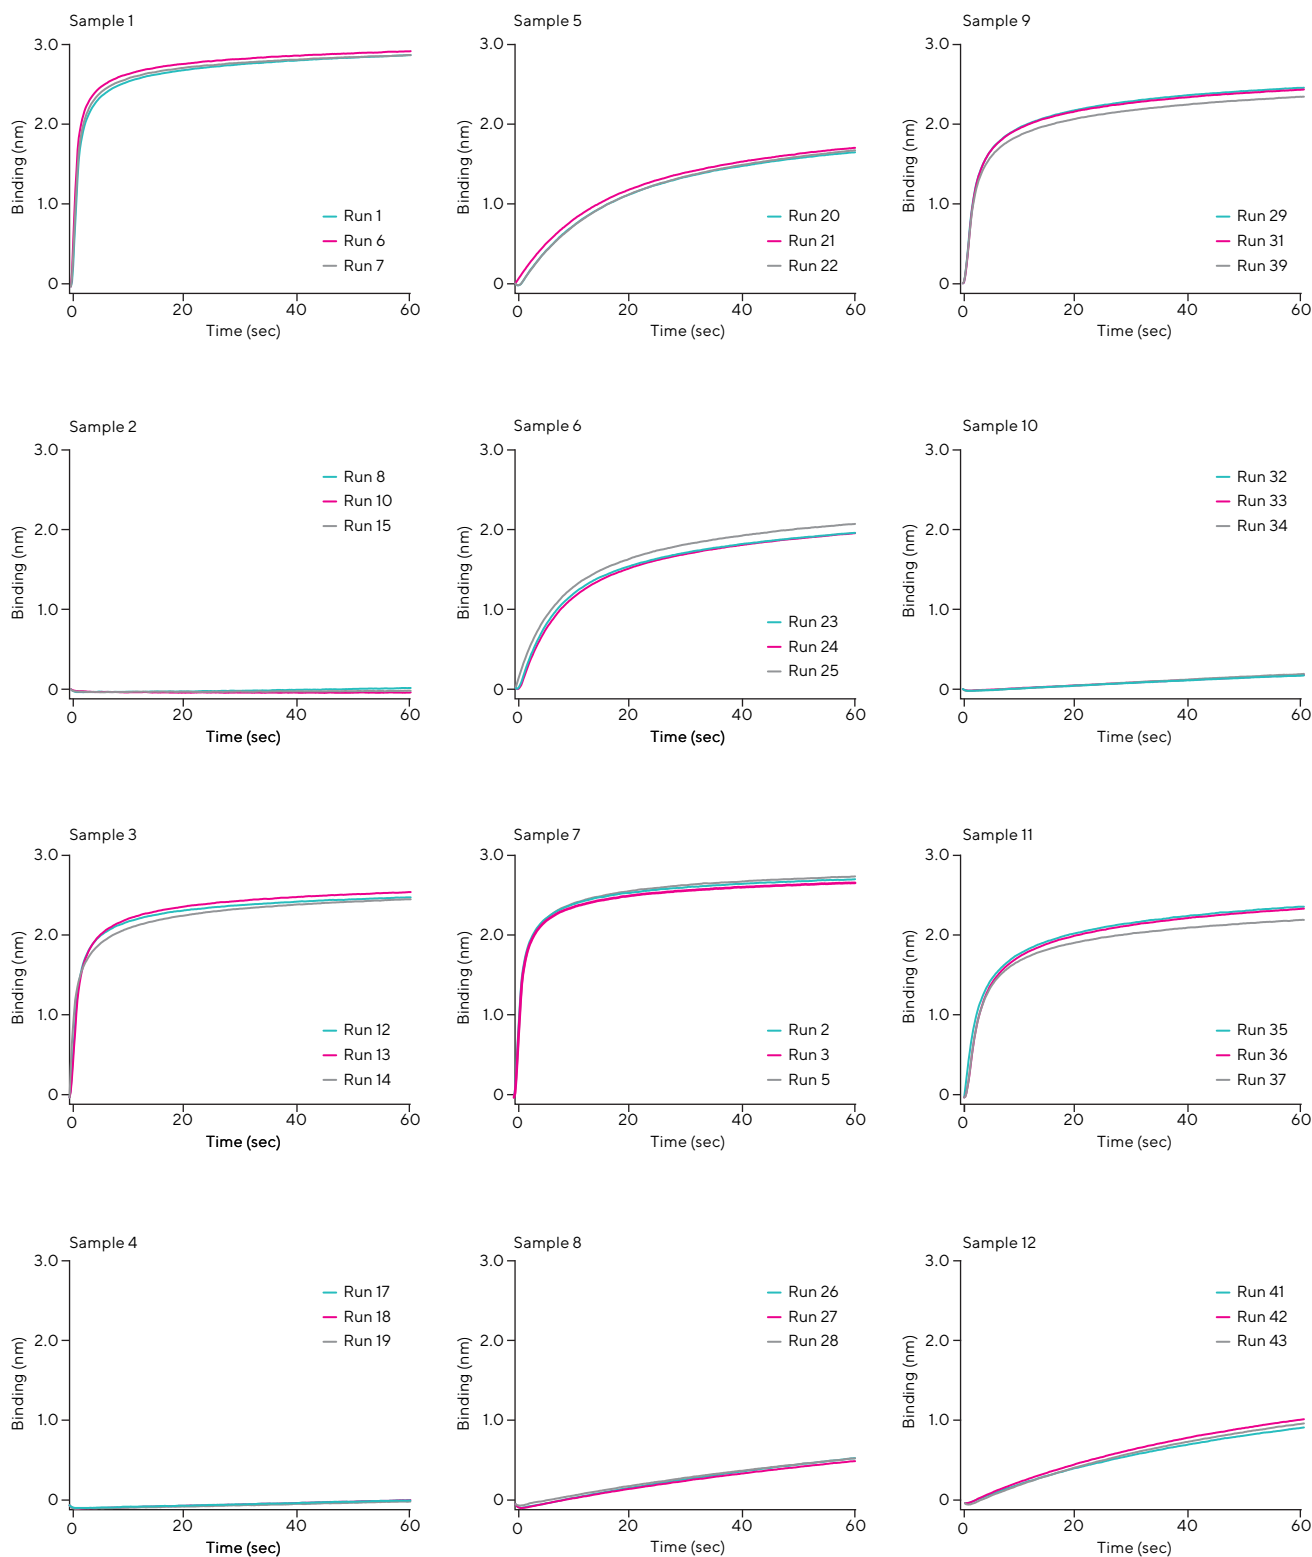 Sample 1
3.0
2.0
1.0
0
Binding (nm)
Run 1
Run 6
Run 7
0 20 40 60
Time (sec)
Sample 5
3.0
2.0
1.0
0
Binding (nm)
Run 20
Run 21
Run 22
0 20 40 60
Time (sec)
Sample 9
3.0
2.0
1.0
0
Binding (nm)
Run 29
Run 31
Run 39
0 20 40 60
Time (sec)
Sample 2
3.0
2.0
1.0
0
Binding (nm)
Run 8
Run 10
Run 15
0 20 40 60
Time (sec)
Sample 6
3.0
2.0
1.0
0
Binding (nm)
Run 23
Run 24
Run 25
0 20 40 60
Time (sec)
Sample 10
3.0
2.0
1.0
0
Binding (nm)
Run 32
Run 33
Run 34
0 20 40 60
Time (sec)
Sample 3
3.0
2.0
1.0
0
Binding (nm)
Run 12
Run 13
Run 14
0 20 40 60
Time (sec)
Sample 7
3.0
2.0
1.0
0
Binding (nm)
Run 2
Run 3
Run 5
0 20 40 60
Time (sec)
Sample 11
3.0
2.0
1.0
0
Binding (nm)
Run 35
Run 36
Run 37
0 20 40 60
Time (sec)
Sample 4
3.0
2.0
1.0
0
Binding (nm)
Run 17
Run 18
Run 19
0 20 40 60
Time (sec)
Sample 8
3.0
2.0
1.0
0
Binding (nm)
Run 26
Run 27
Run 28
0 20 40 60
Time (sec)
Sample 12
3.0
2.0
1.0
0
Binding (nm)
Run 41
Run 42
Run 43
0 20 40 60
Time (sec)